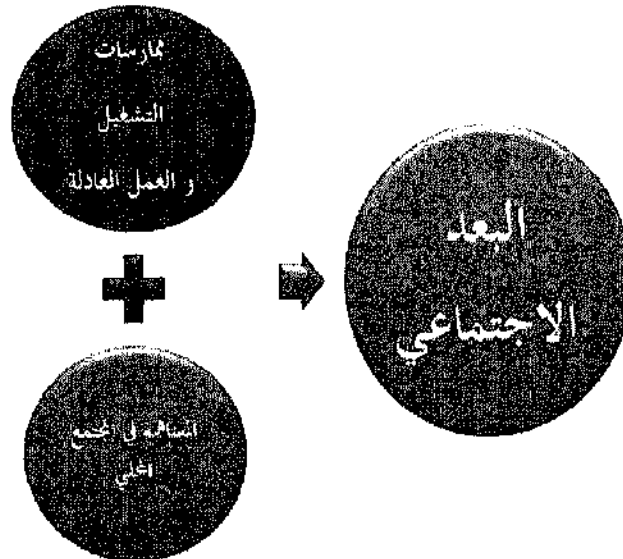 ممارسات
التشغيل
و العمل العادلة
البعد
الاجتماعي
المساهمة في المجتمع
المحلي